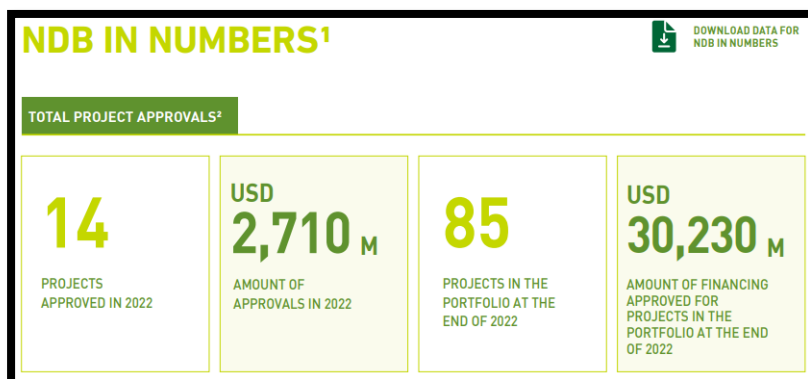 NDB IN NUMBERS¹
DOWNLOAD DATA FOR
NDB IN NUMBERS
TOTAL PROJECT APPROVALS²
14
PROJECTS
APPROVED IN 2022
USD
2,710 M
AMOUNT OF
APPROVALS IN 2022
85
PROJECTS IN THE
PORTFOLIO AT THE
END OF 2022
USD
30,230 M
AMOUNT OF FINANCING
APPROVED FOR
PROJECTS IN THE
PORTFOLIO AT THE END
OF 2022